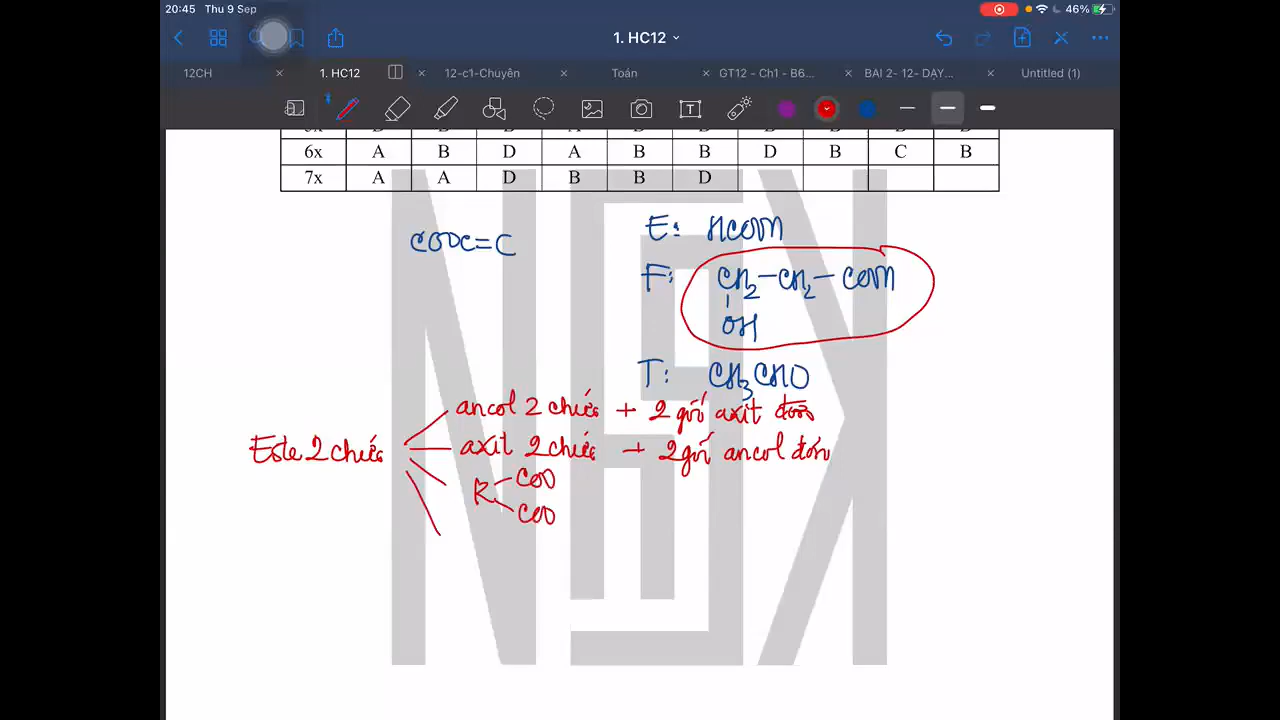 20:45 Thu 9 Sep 46%
1. HC12
12CH 1. HC12 12-c1-Chuyên Toán GT12 - Ch1 - B6... BAI 2- 12- DẠY... Untitled (1)
6x A B D A B B D B C B
7x A A D B B D
COOC=C
E: HCOOM
F: CH2-CH2-COOM
OH
T: CH3CHO
Este 2 chức
ancol 2 chức + 2 gốc axit đơn
axit 2 chức + 2 gốc ancol đơn
R COO
COO